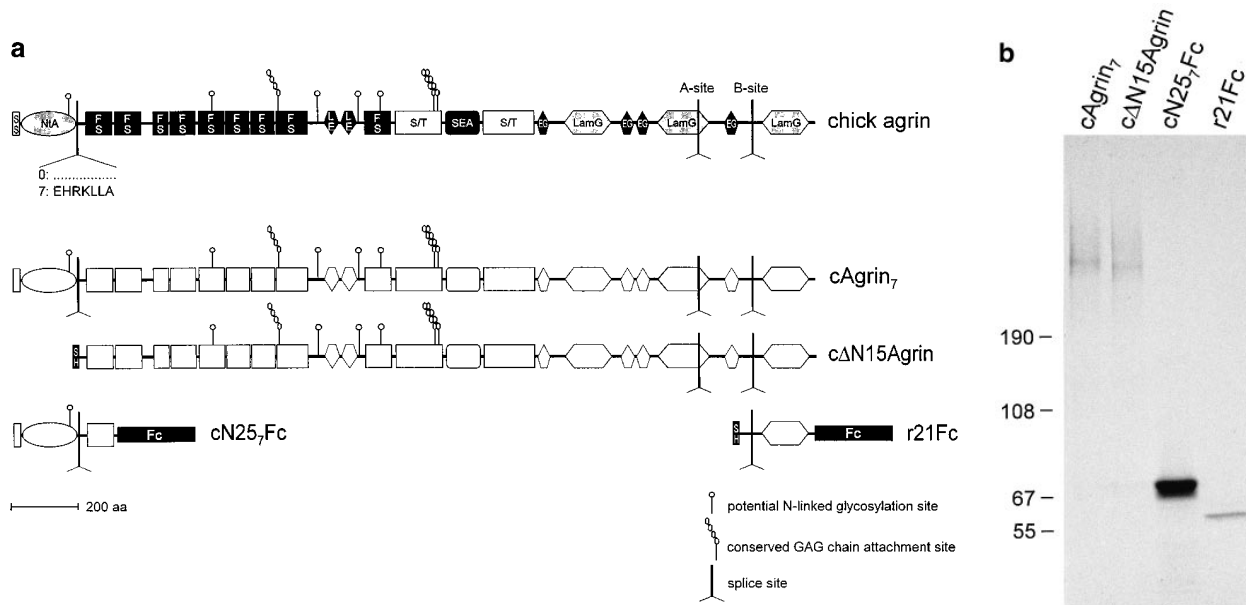 a
A-site B-site
SS NtA FS FS NtA FS FS FS FS FS FS LE LE FS S/T SEA S/T EG LamG EG EG LamG EG LamG chick agrin
0: ..................
7: EHRKLLA
cAgrin7
cΔN15Agrin
Fc cN257Fc
Fc r21Fc
200 aa
potential N-linked glycosylation site
conserved GAG chain attachment site
splice site
b
cAgrin7
cΔN15Agrin
cN257Fc
r21Fc
190 –
108 –
67 –
55 –